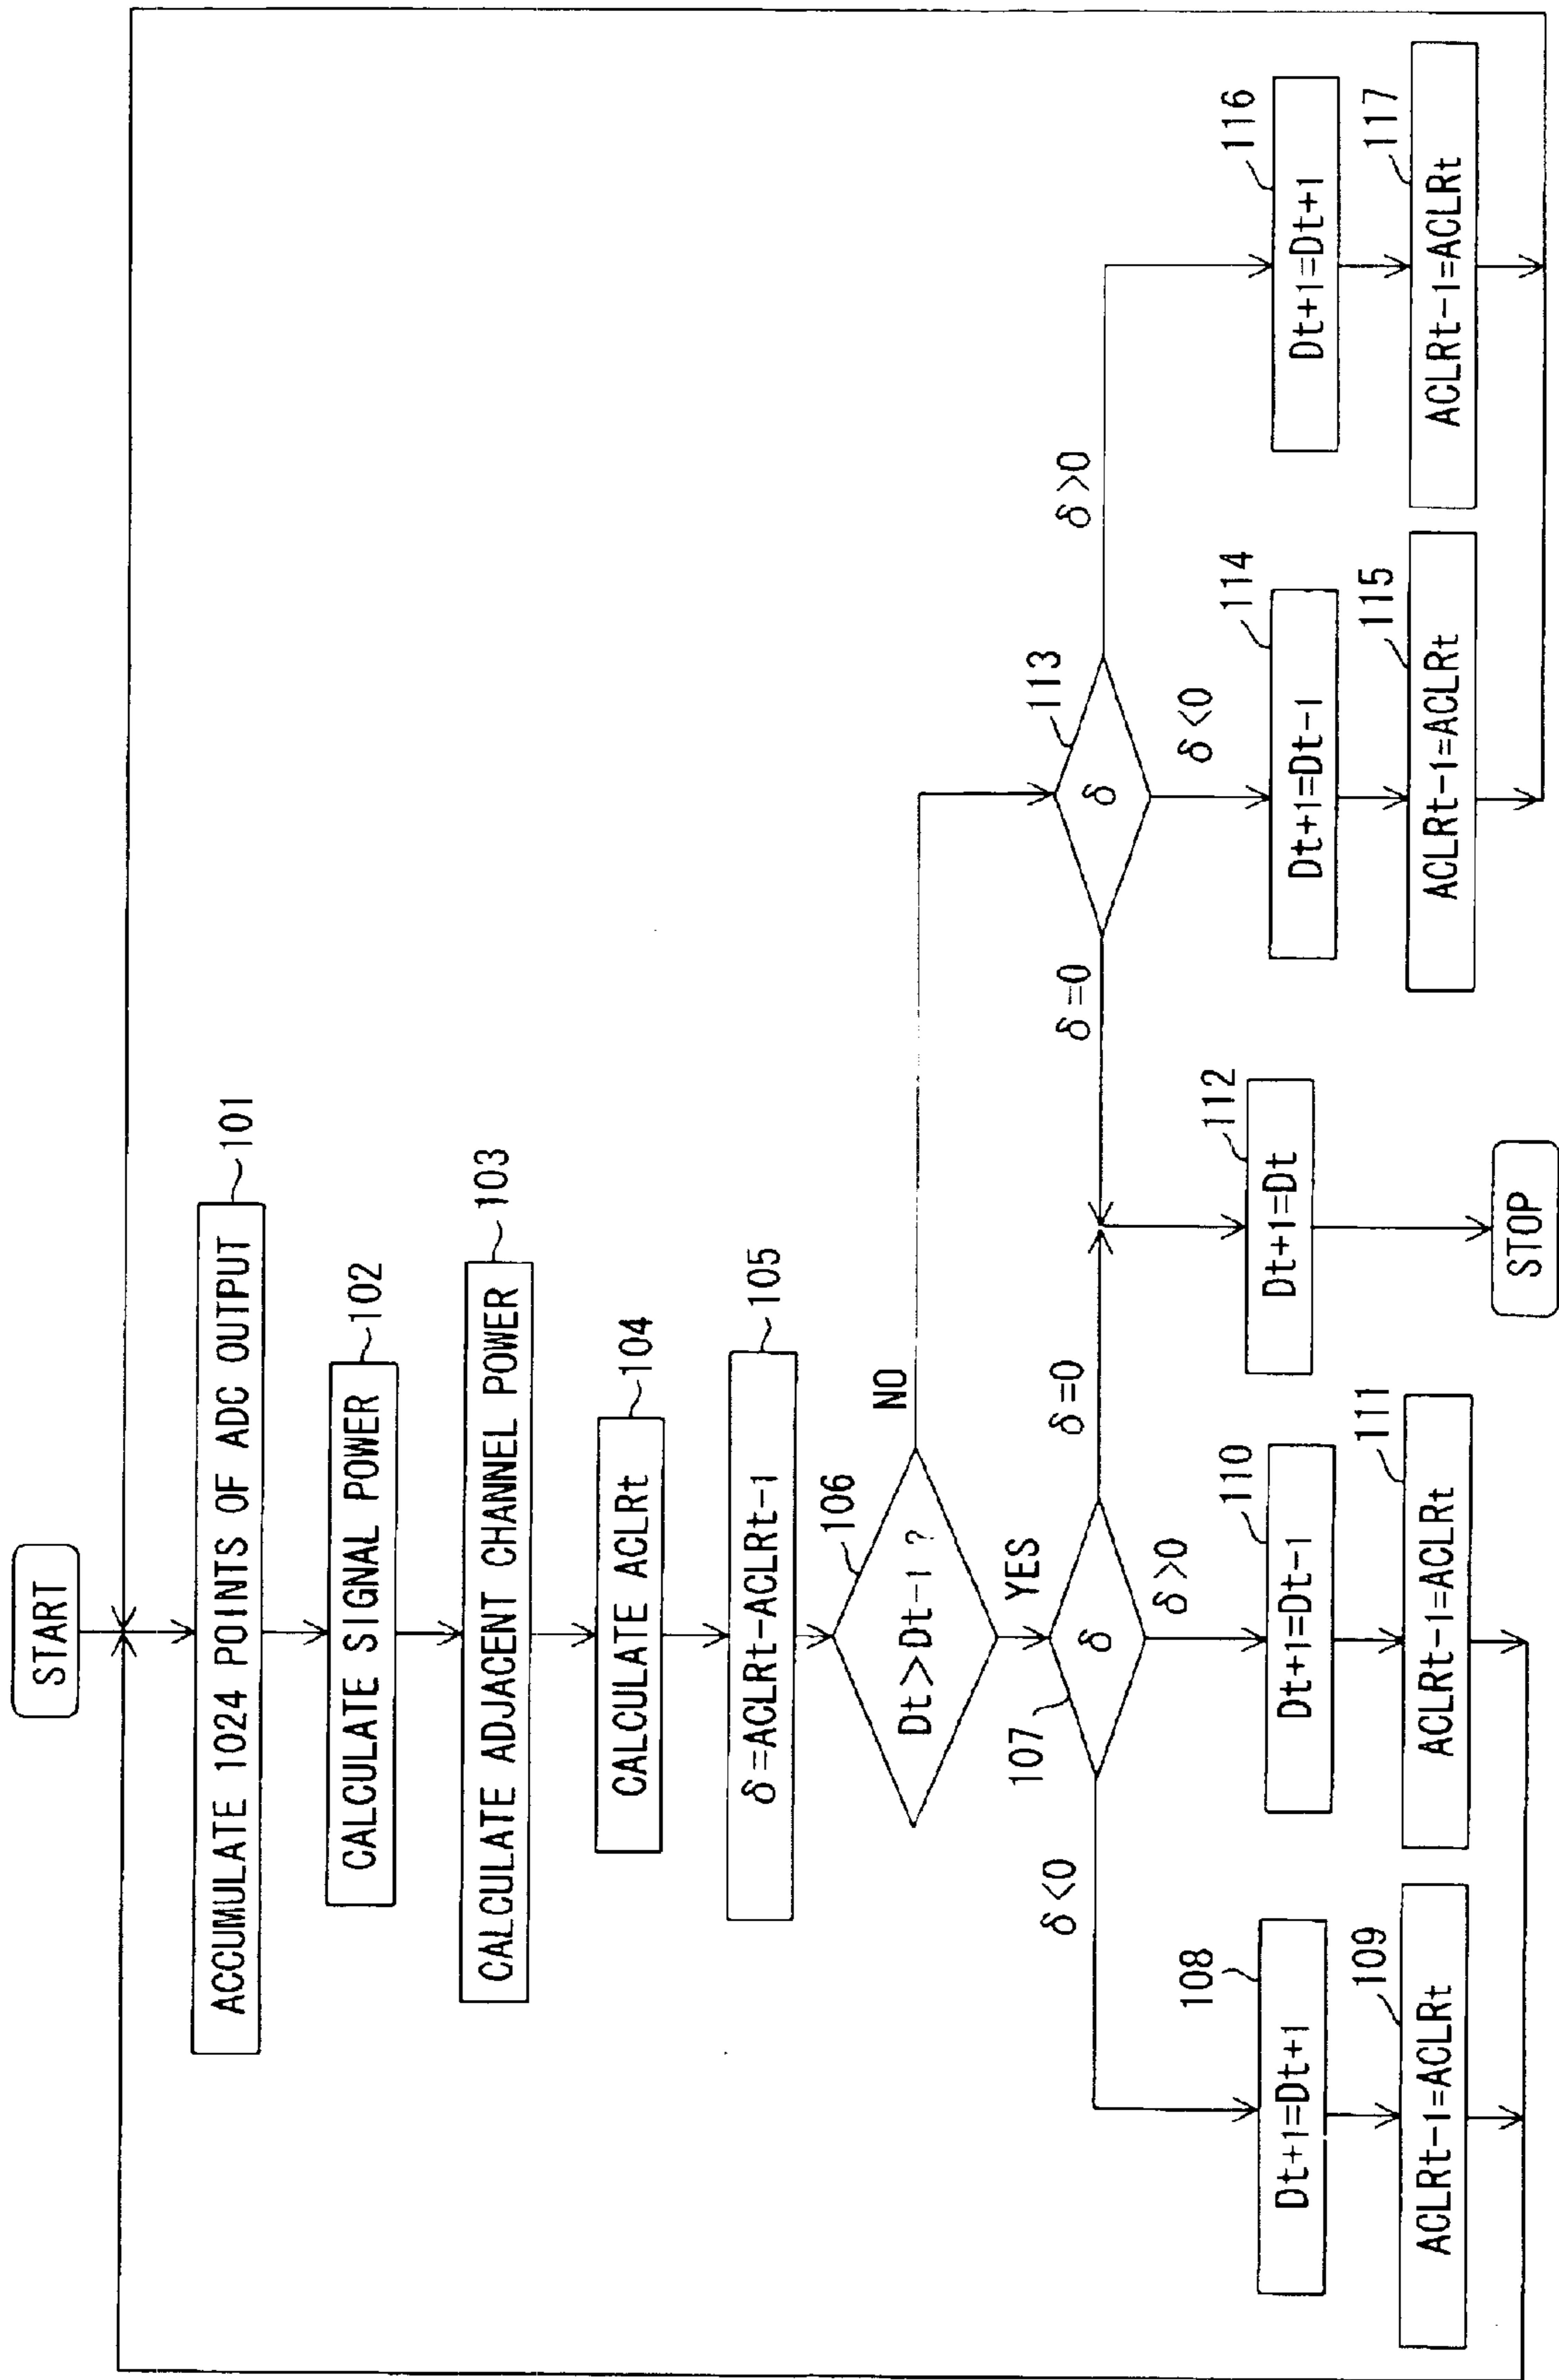 START
ACCUMULATE 1024 POINTS OF ADC OUTPUT
101
CALCULATE SIGNAL POWER
102
CALCULATE ADJACENT CHANNEL POWER
103
CALCULATE ACLRt
104
δ=ACLRt-ACLRt-1
105
106
Dt>Dt-1 ?
NO
YES
107
δ
δ<0
δ>0
δ=0
113
δ
δ=0
δ<0
δ>0
108
Dt+1=Dt+1
109
ACLRt-1=ACLRt
110
Dt+1=Dt-1
111
ACLRt-1=ACLRt
112
Dt+1=Dt
STOP
114
Dt+1=Dt-1
115
ACLRt-1=ACLRt
116
Dt+1=Dt+1
117
ACLRt-1=ACLRt